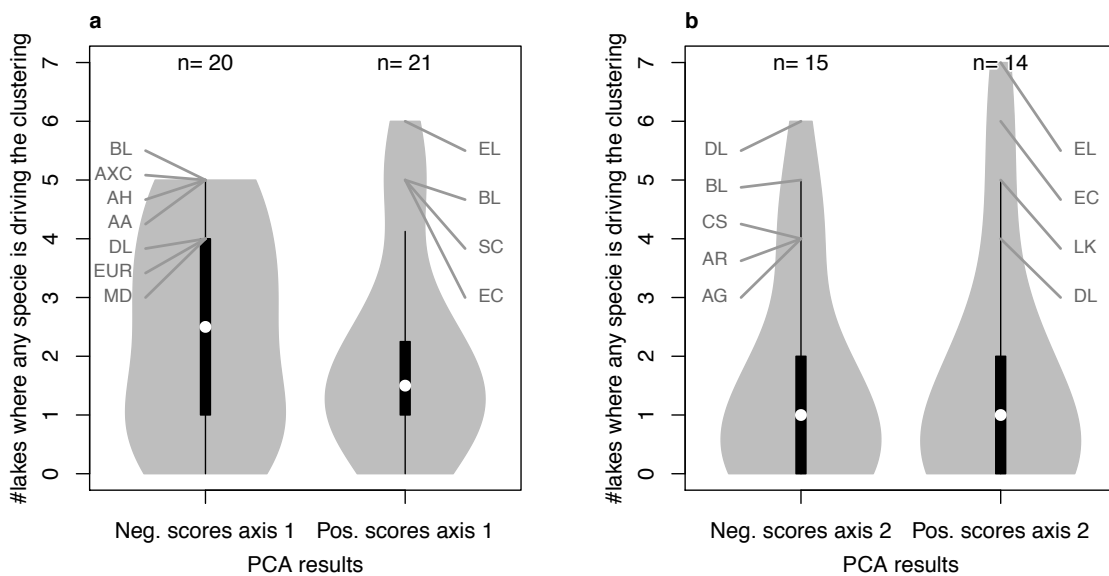 a
#lakes where any specie is driving the clustering
7
6
5
4
3
2
1
0
n= 20
n= 21
BL
AXC
AH
AA
DL
EUR
MD
EL
BL
SC
EC
Neg. scores axis 1
Pos. scores axis 1
PCA results
b
#lakes where any specie is driving the clustering
7
6
5
4
3
2
1
0
n= 15
n= 14
DL
BL
CS
AR
AG
EL
EC
LK
DL
Neg. scores axis 2
Pos. scores axis 2
PCA results